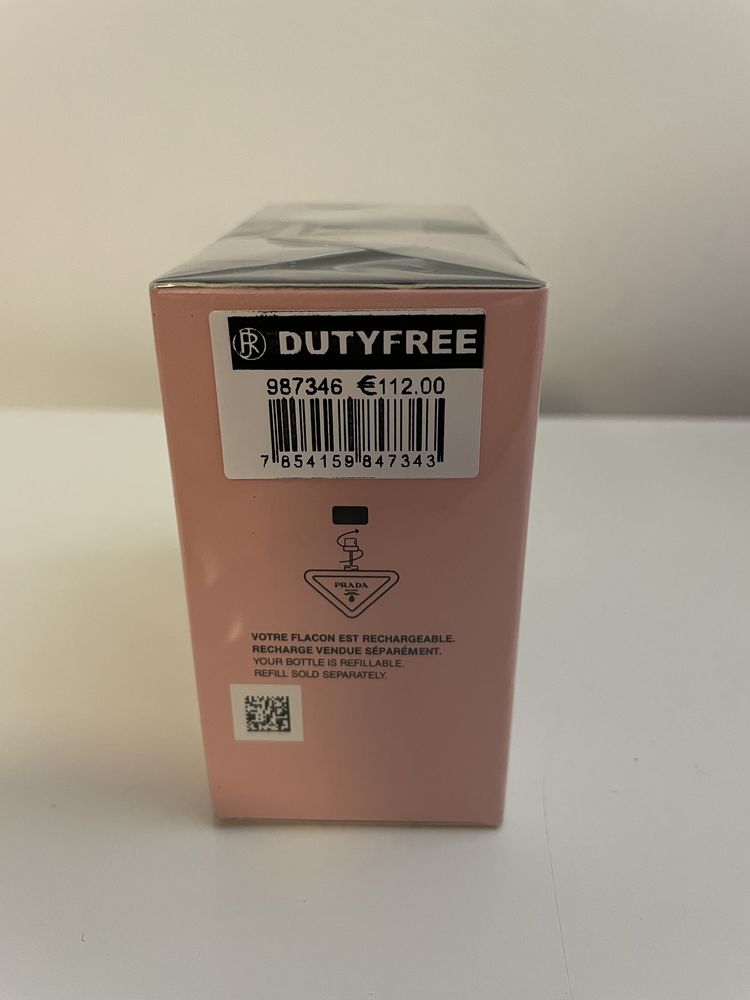 JR DUTYFREE
987346 €112.00
7 854159 847343
PRADA
VOTRE FLACON EST RECHARGEABLE.
RECHARGE VENDUE SÉPARÉMENT.
YOUR BOTTLE IS REFILLABLE.
REFILL SOLD SEPARATELY.